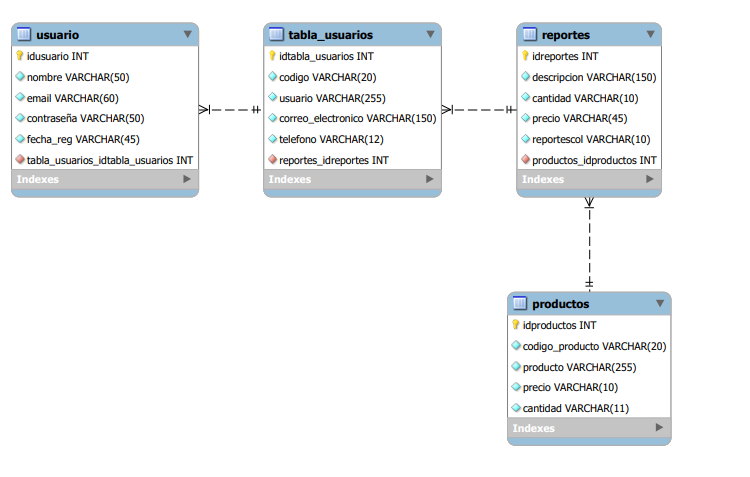 usuario
idusuario INT
nombre VARCHAR(50)
email VARCHAR(60)
contraseña VARCHAR(50)
fecha_reg VARCHAR(45)
tabla_usuarios_idtabla_usuarios INT
Indexes
tabla_usuarios
idtabla_usuarios INT
codigo VARCHAR(20)
usuario VARCHAR(255)
correo_electronico VARCHAR(150)
telefono VARCHAR(12)
reportes_idreportes INT
Indexes
reportes
idreportes INT
descripcion VARCHAR(150)
cantidad VARCHAR(10)
precio VARCHAR(45)
reportescol VARCHAR(10)
productos_idproductos INT
Indexes
productos
idproductos INT
codigo_producto VARCHAR(20)
producto VARCHAR(255)
precio VARCHAR(10)
cantidad VARCHAR(11)
Indexes